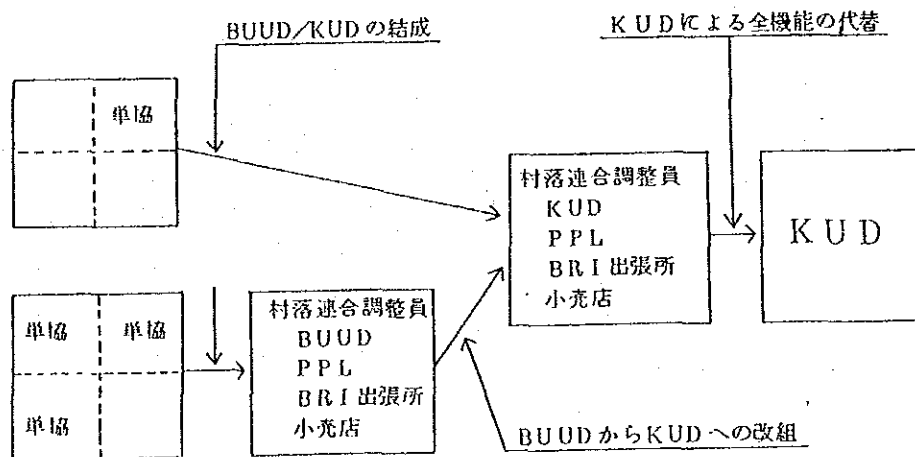 BUUD/KUDの結成
KUDによる全機能の代替
単協
村落連合調整員
KUD
PPL
BRI出張所
小売店
KUD
単協
単協
単協
村落連合調整員
BUUD
PPL
BRI出張所
小売店
BUUDからKUDへの改組